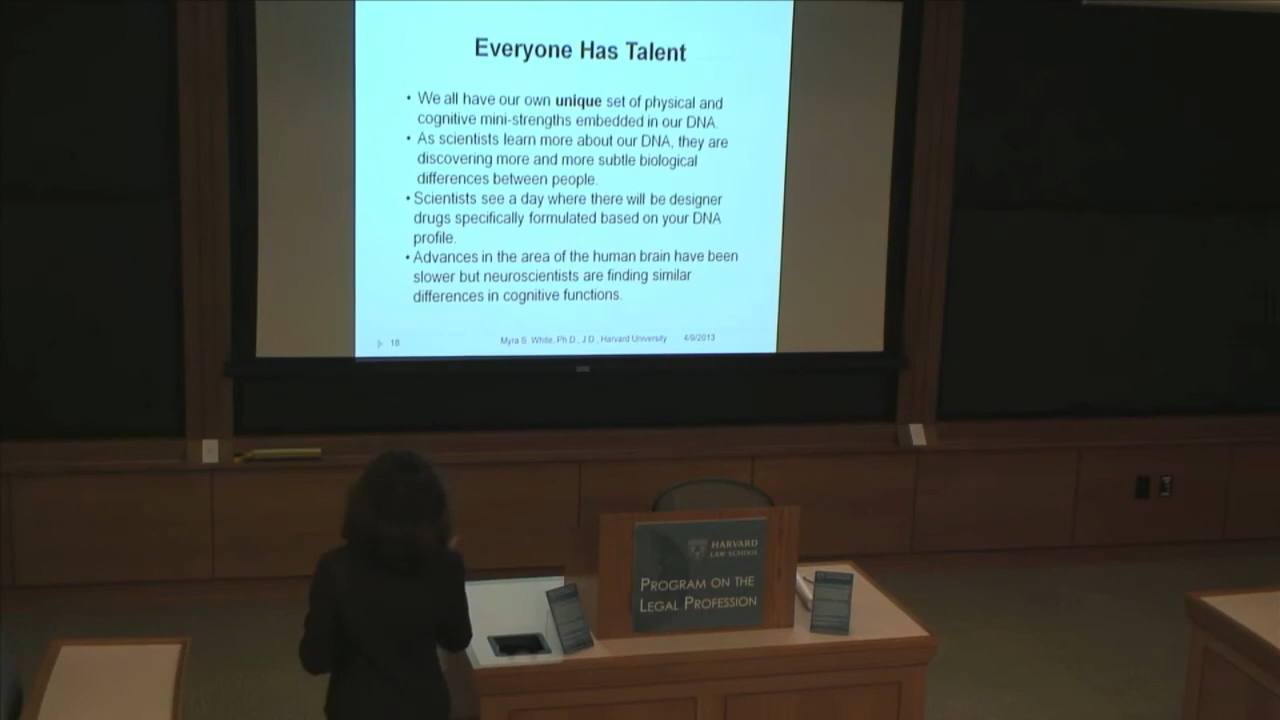 Everyone Has Talent
• We all have our own unique set of physical and
cognitive mini-strengths embedded in our DNA.
• As scientists learn more about our DNA, they are
discovering more and more subtle biological
differences between people.
• Scientists see a day where there will be designer
drugs specifically formulated based on your DNA
profile.
• Advances in the area of the human brain have been
slower but neuroscientists are finding similar
differences in cognitive functions.
18 Myra S. White, Ph.D., J.D., Harvard University 4/9/2013
HARVARD
LAW SCHOOL
PROGRAM ON THE
LEGAL PROFESSION